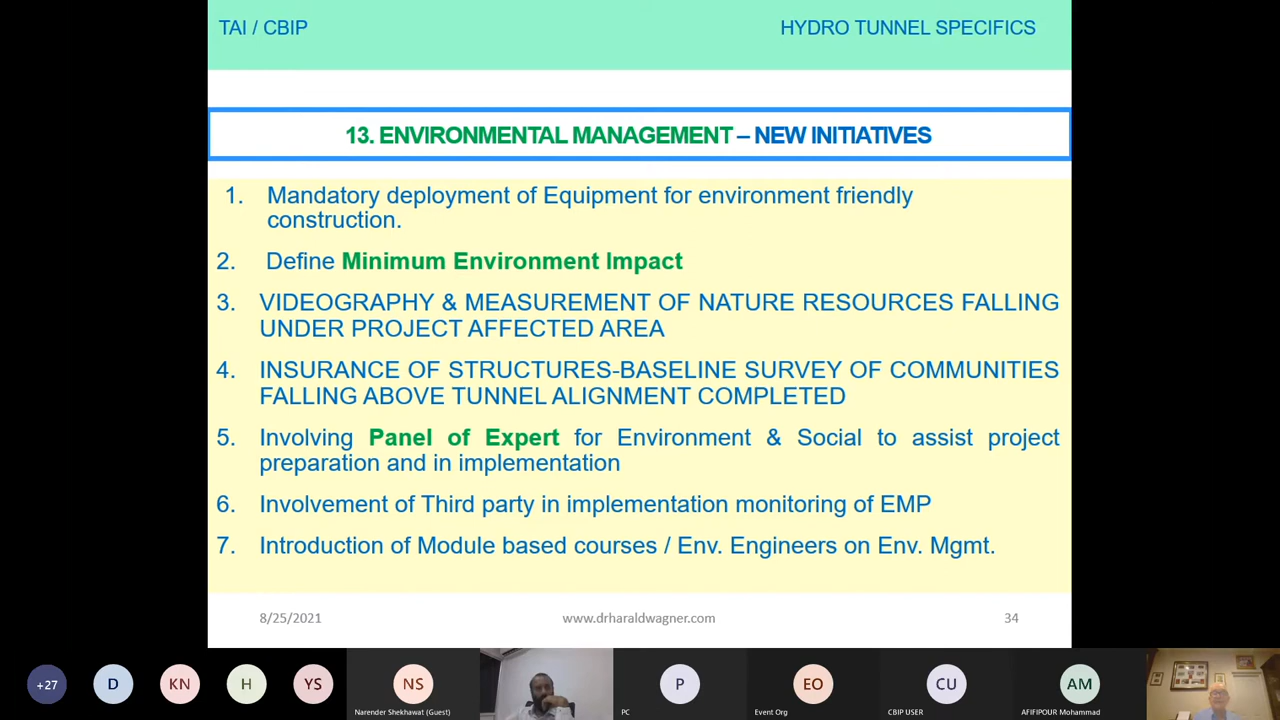 TAI / CBIP
HYDRO TUNNEL SPECIFICS
13. ENVIRONMENTAL MANAGEMENT – NEW INITIATIVES
1. Mandatory deployment of Equipment for environment friendly
construction.
2. Define Minimum Environment Impact
3. VIDEOGRAPHY & MEASUREMENT OF NATURE RESOURCES FALLING
UNDER PROJECT AFFECTED AREA
4. INSURANCE OF STRUCTURES-BASELINE SURVEY OF COMMUNITIES
FALLING ABOVE TUNNEL ALIGNMENT COMPLETED
5. Involving Panel of Expert for Environment & Social to assist project
preparation and in implementation
6. Involvement of Third party in implementation monitoring of EMP
7. Introduction of Module based courses / Env. Engineers on Env. Mgmt.
8/25/2021
www.drharaldwagner.com
34
+27
D
KN
H
YS
NS
P
EO
CU
AM
Narender Shekhawat (Guest)
PC
Event Org
CBIP USER
AFIFIPOUR Mohammad